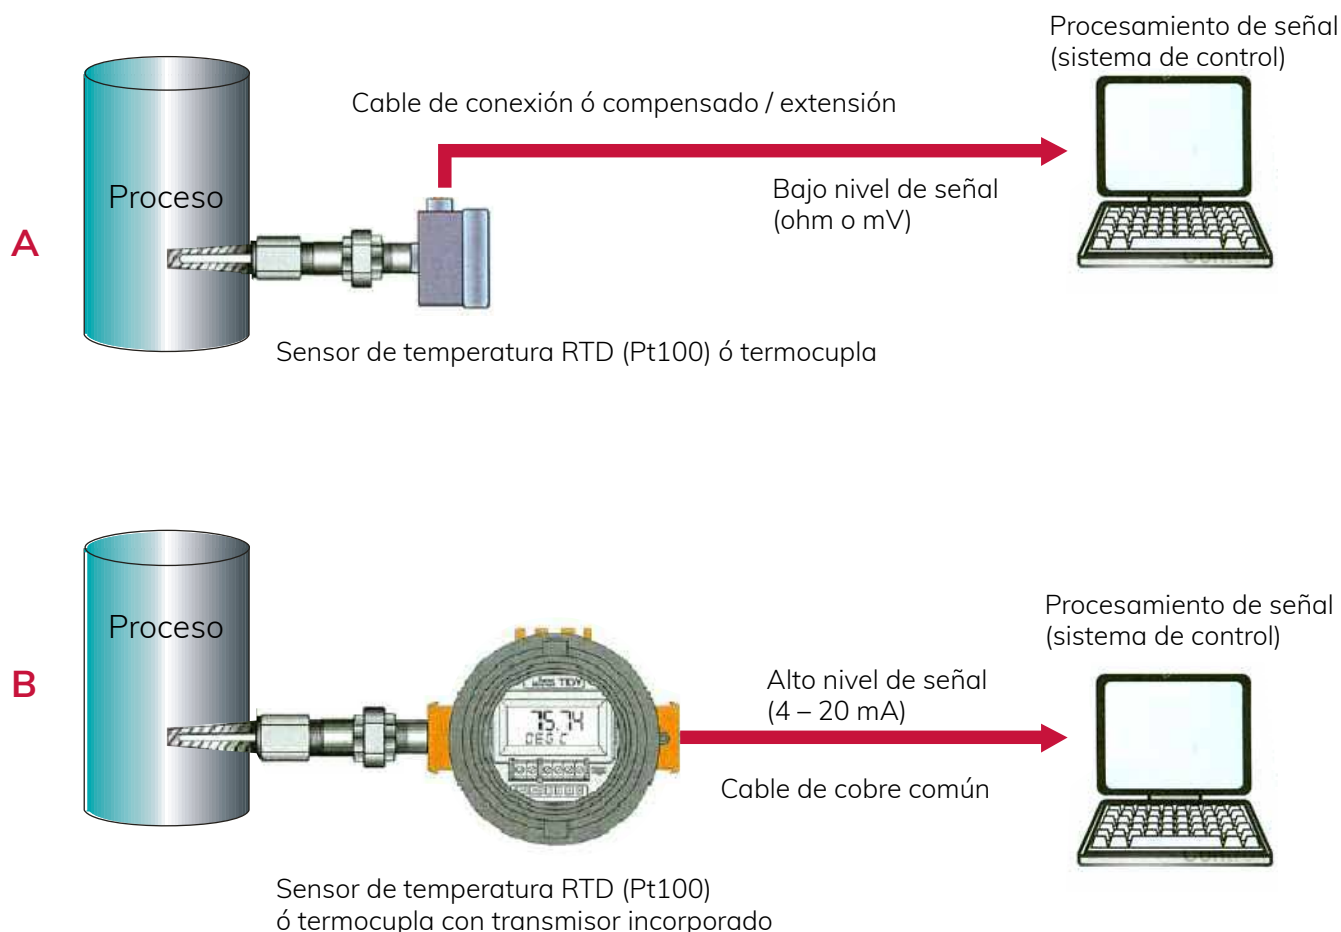 Procesamiento de señal
(sistema de control)
Cable de conexión ó compensado / extensión
Proceso
Bajo nivel de señal
(ohm o mV)
A
Sensor de temperatura RTD (Pt100) ó termocupla
Procesamiento de señal
(sistema de control)
Proceso
B
Alto nivel de señal
(4 – 20 mA)
75.74
DEG.C
Cable de cobre común
Sensor de temperatura RTD (Pt100)
ó termocupla con transmisor incorporado